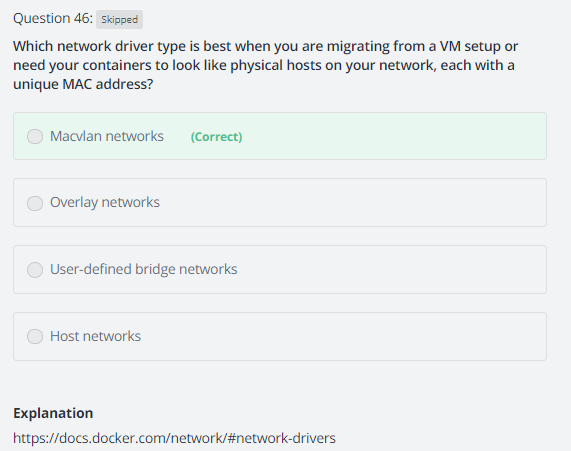 Question 46: Skipped
Which network driver type is best when you are migrating from a VM setup or
need your containers to look like physical hosts on your network, each with a
unique MAC address?
Macvlan networks (Correct)
Overlay networks
User-defined bridge networks
Host networks
Explanation
https://docs.docker.com/network/#network-drivers